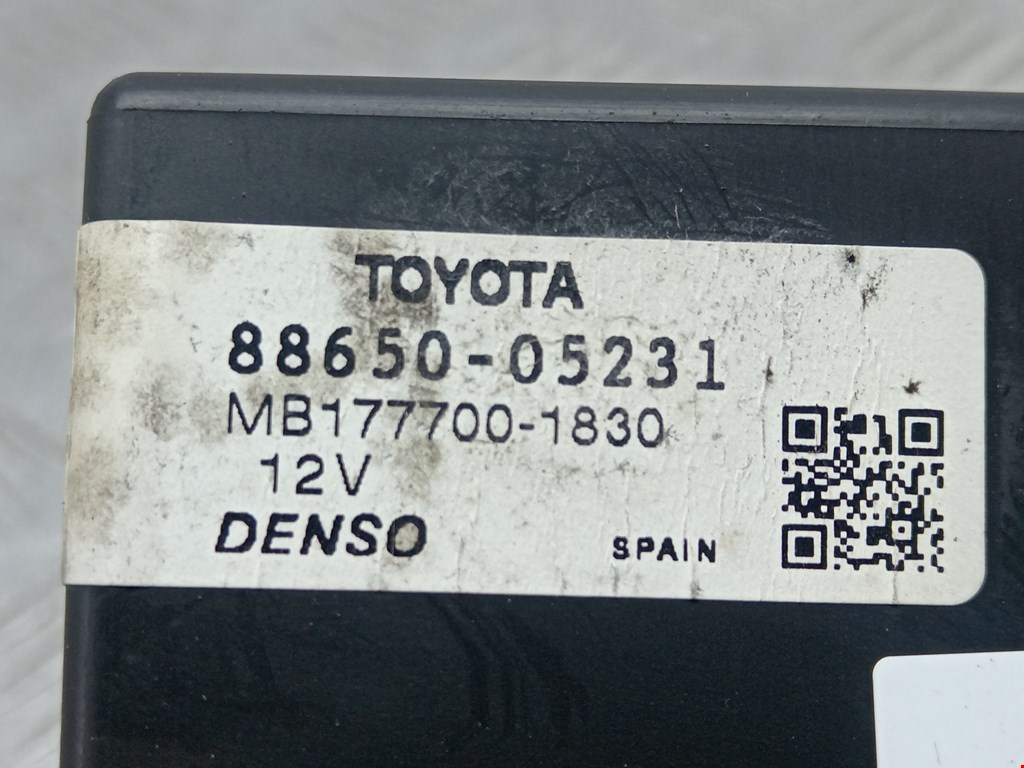 TOYOTA
88650-05231
MB177700-1830
12V
DENSO
SPAIN